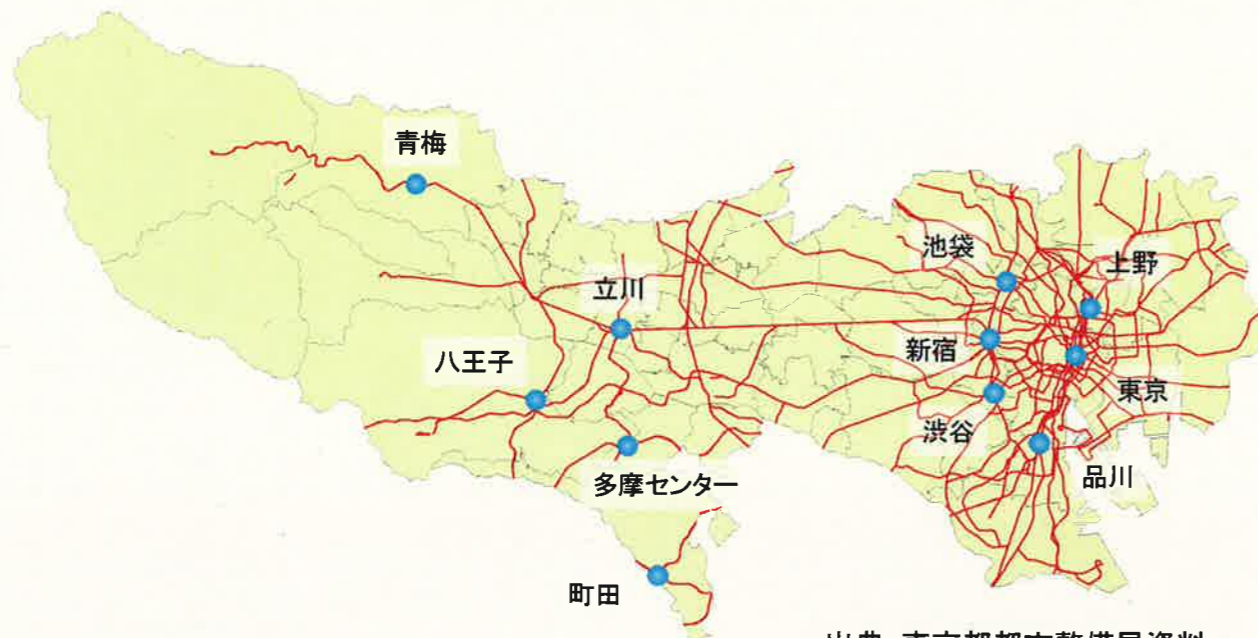 青梅
池袋
上野
立川
新宿
八王子
東京
渋谷
品川
多摩センター
町田